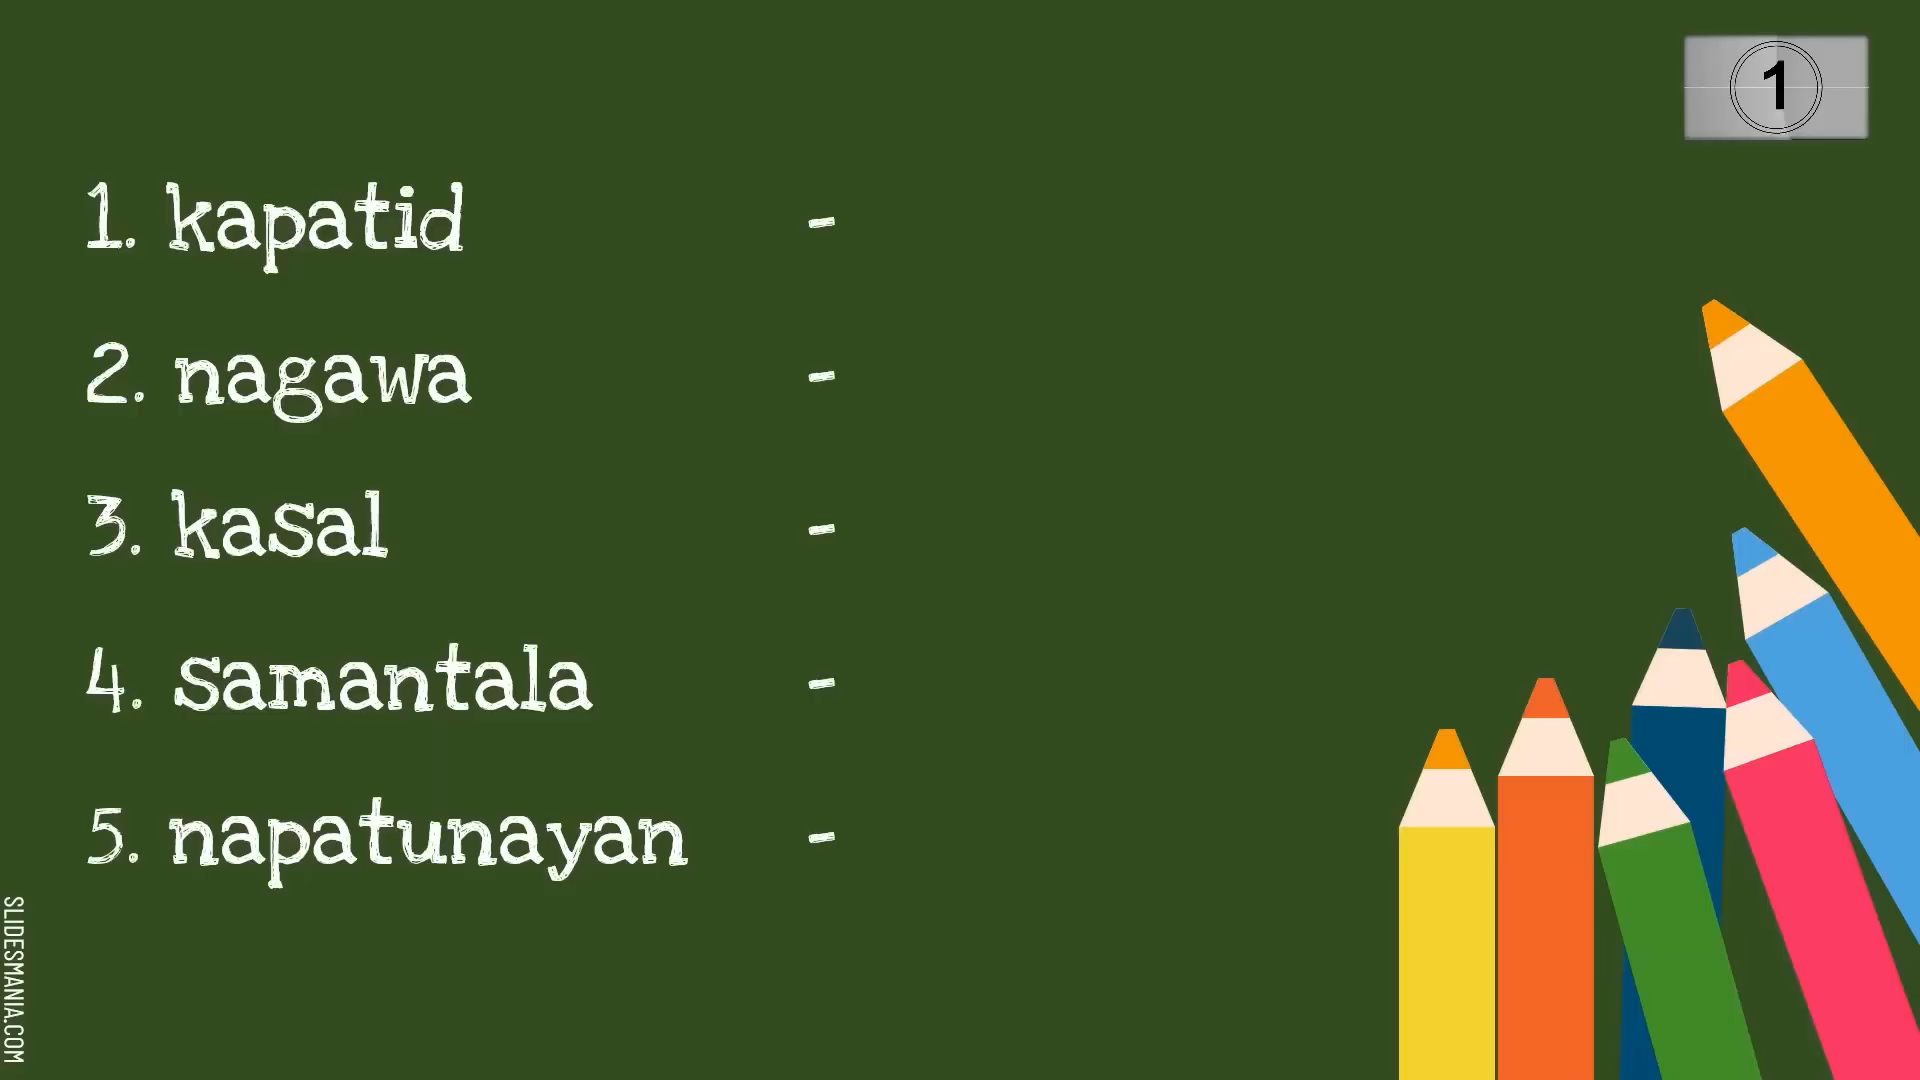 1
1. kapatid -
2. nagawa -
3. kasal -
4. samantala -
5. napatunayan -
SLIDESMANIA.COM